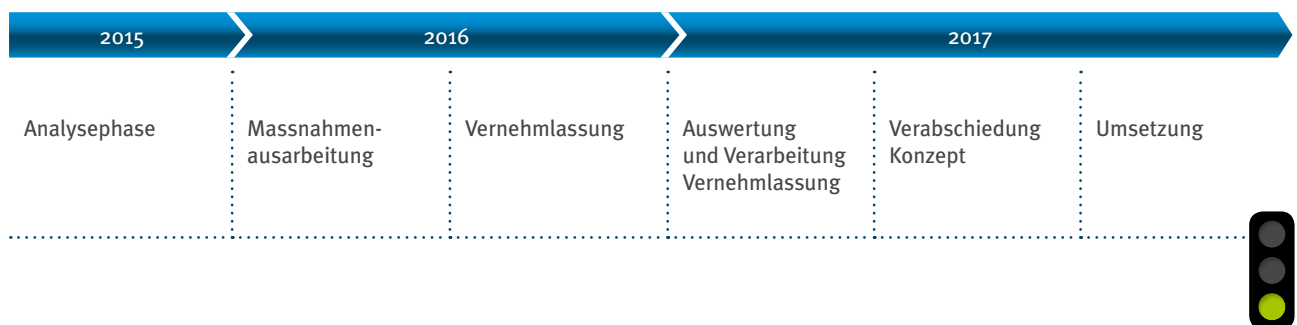 2015
2016
2017
Analysephase
Massnahmen-
ausarbeitung
Vernehmlassung
Auswertung
und Verarbeitung
Vernehmlassung
Verabschiedung
Konzept
Umsetzung